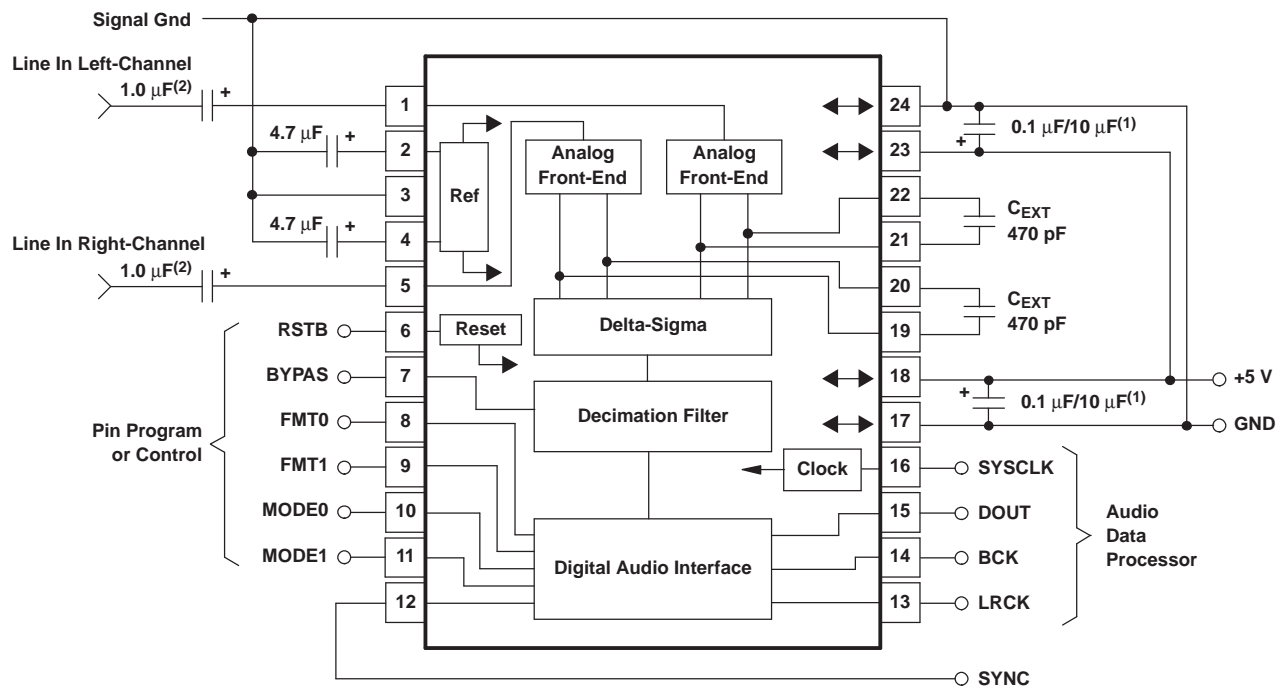 Signal Gnd
Line In Left-Channel
1.0 µF(2)
+
4.7 µF
+
4.7 µF
+
Line In Right-Channel
1.0 µF(2)
+
Pin Program
or Control
RSTB
BYPAS
FMT0
FMT1
MODE0
MODE1
1
2
3
4
5
6
7
8
9
10
11
12
Ref
Reset
Analog
Front-End
Analog
Front-End
Delta-Sigma
Decimation Filter
Clock
Digital Audio Interface
24
23
22
21
20
19
18
17
16
15
14
13
0.1 µF/10 µF(1)
+
CEXT
470 pF
CEXT
470 pF
+
0.1 µF/10 µF(1)
+5 V
GND
SYSCLK
DOUT
BCK
LRCK
Audio
Data
Processor
SYNC